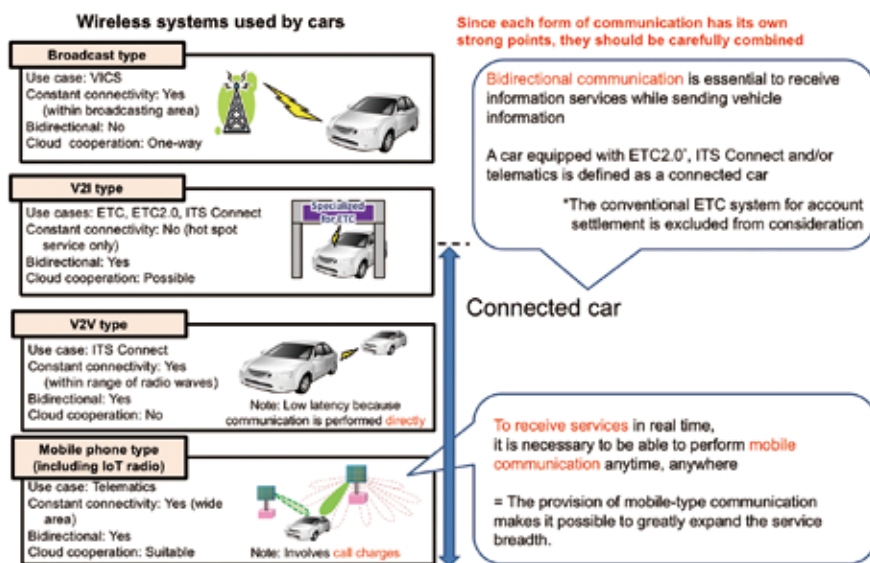 Wireless systems used by cars
Broadcast type
Use case: VICS
Constant connectivity: Yes
(within broadcasting area)
Bidirectional: No
Cloud cooperation: One-way
V2I type
Use cases: ETC, ETC2.0, ITS Connect
Constant connectivity: No (hot spot
service only)
Bidirectional: Yes
Cloud cooperation: Possible
Specialized
for ETC
V2V type
Use case: ITS Connect
Constant connectivity: Yes
(within range of radio waves)
Bidirectional: Yes
Cloud cooperation: No
Note: Low latency because
communication is performed directly
Mobile phone type
(including IoT radio)
Use case: Telematics
Constant connectivity: Yes (wide
area)
Bidirectional: Yes
Cloud cooperation: Suitable
Note: Involves call charges
Since each form of communication has its own
strong points, they should be carefully combined
Bidirectional communication is essential to receive
information services while sending vehicle
information
A car equipped with ETC2.0*, ITS Connect and/or
telematics is defined as a connected car
*The conventional ETC system for account
settlement is excluded from consideration
Connected car
To receive services in real time,
it is necessary to be able to perform mobile
communication anytime, anywhere
= The provision of mobile-type communication
makes it possible to greatly expand the service
breadth.